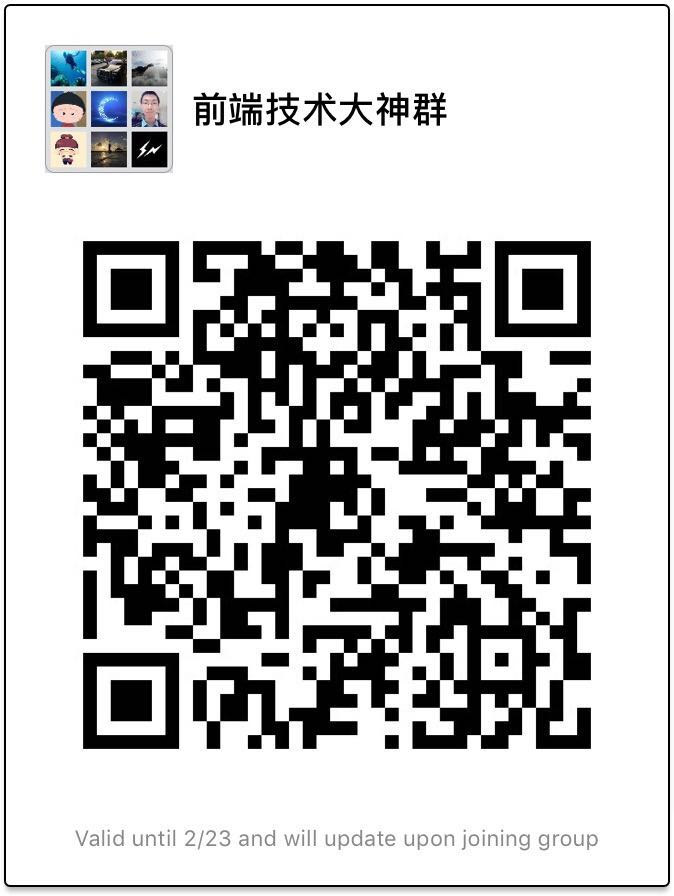 前端技术大神群
Valid until 2/23 and will update upon joining group